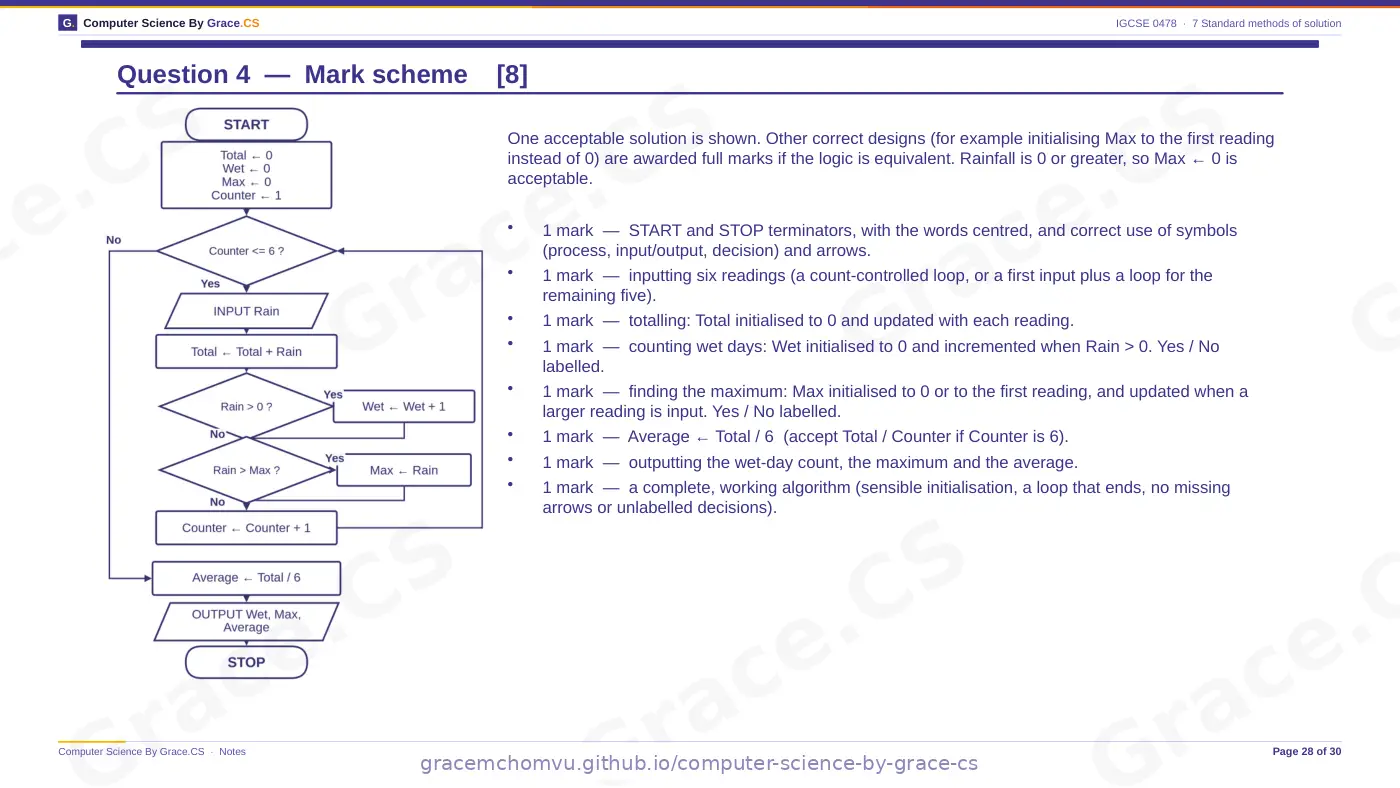 G. Computer Science By Grace.CS
IGCSE 0478 · 7 Standard methods of solution
Question 4 — Mark scheme [8]
START
Total ← 0
Wet ← 0
Max ← 0
Counter ← 1
No
Counter <= 6 ?
Yes
INPUT Rain
Total ← Total + Rain
Rain > 0 ?
Yes
Wet ← Wet + 1
No
Rain > Max ?
Yes
Max ← Rain
No
Counter ← Counter + 1
Average ← Total / 6
OUTPUT Wet, Max,
Average
STOP
One acceptable solution is shown. Other correct designs (for example initialising Max to the first reading
instead of 0) are awarded full marks if the logic is equivalent. Rainfall is 0 or greater, so Max ← 0 is
acceptable.
• 1 mark — START and STOP terminators, with the words centred, and correct use of symbols
(process, input/output, decision) and arrows.
• 1 mark — inputting six readings (a count-controlled loop, or a first input plus a loop for the
remaining five).
• 1 mark — totalling: Total initialised to 0 and updated with each reading.
• 1 mark — counting wet days: Wet initialised to 0 and incremented when Rain > 0. Yes / No
labelled.
• 1 mark — finding the maximum: Max initialised to 0 or to the first reading, and updated when a
larger reading is input. Yes / No labelled.
• 1 mark — Average ← Total / 6 (accept Total / Counter if Counter is 6).
• 1 mark — outputting the wet-day count, the maximum and the average.
• 1 mark — a complete, working algorithm (sensible initialisation, a loop that ends, no missing
arrows or unlabelled decisions).
Computer Science By Grace.CS · Notes
Page 28 of 30
gracemchomvu.github.io/computer-science-by-grace-cs
Grace.CS
Grace.CS
Grace.CS
Grace.CS
Grace.CS
Grace.CS